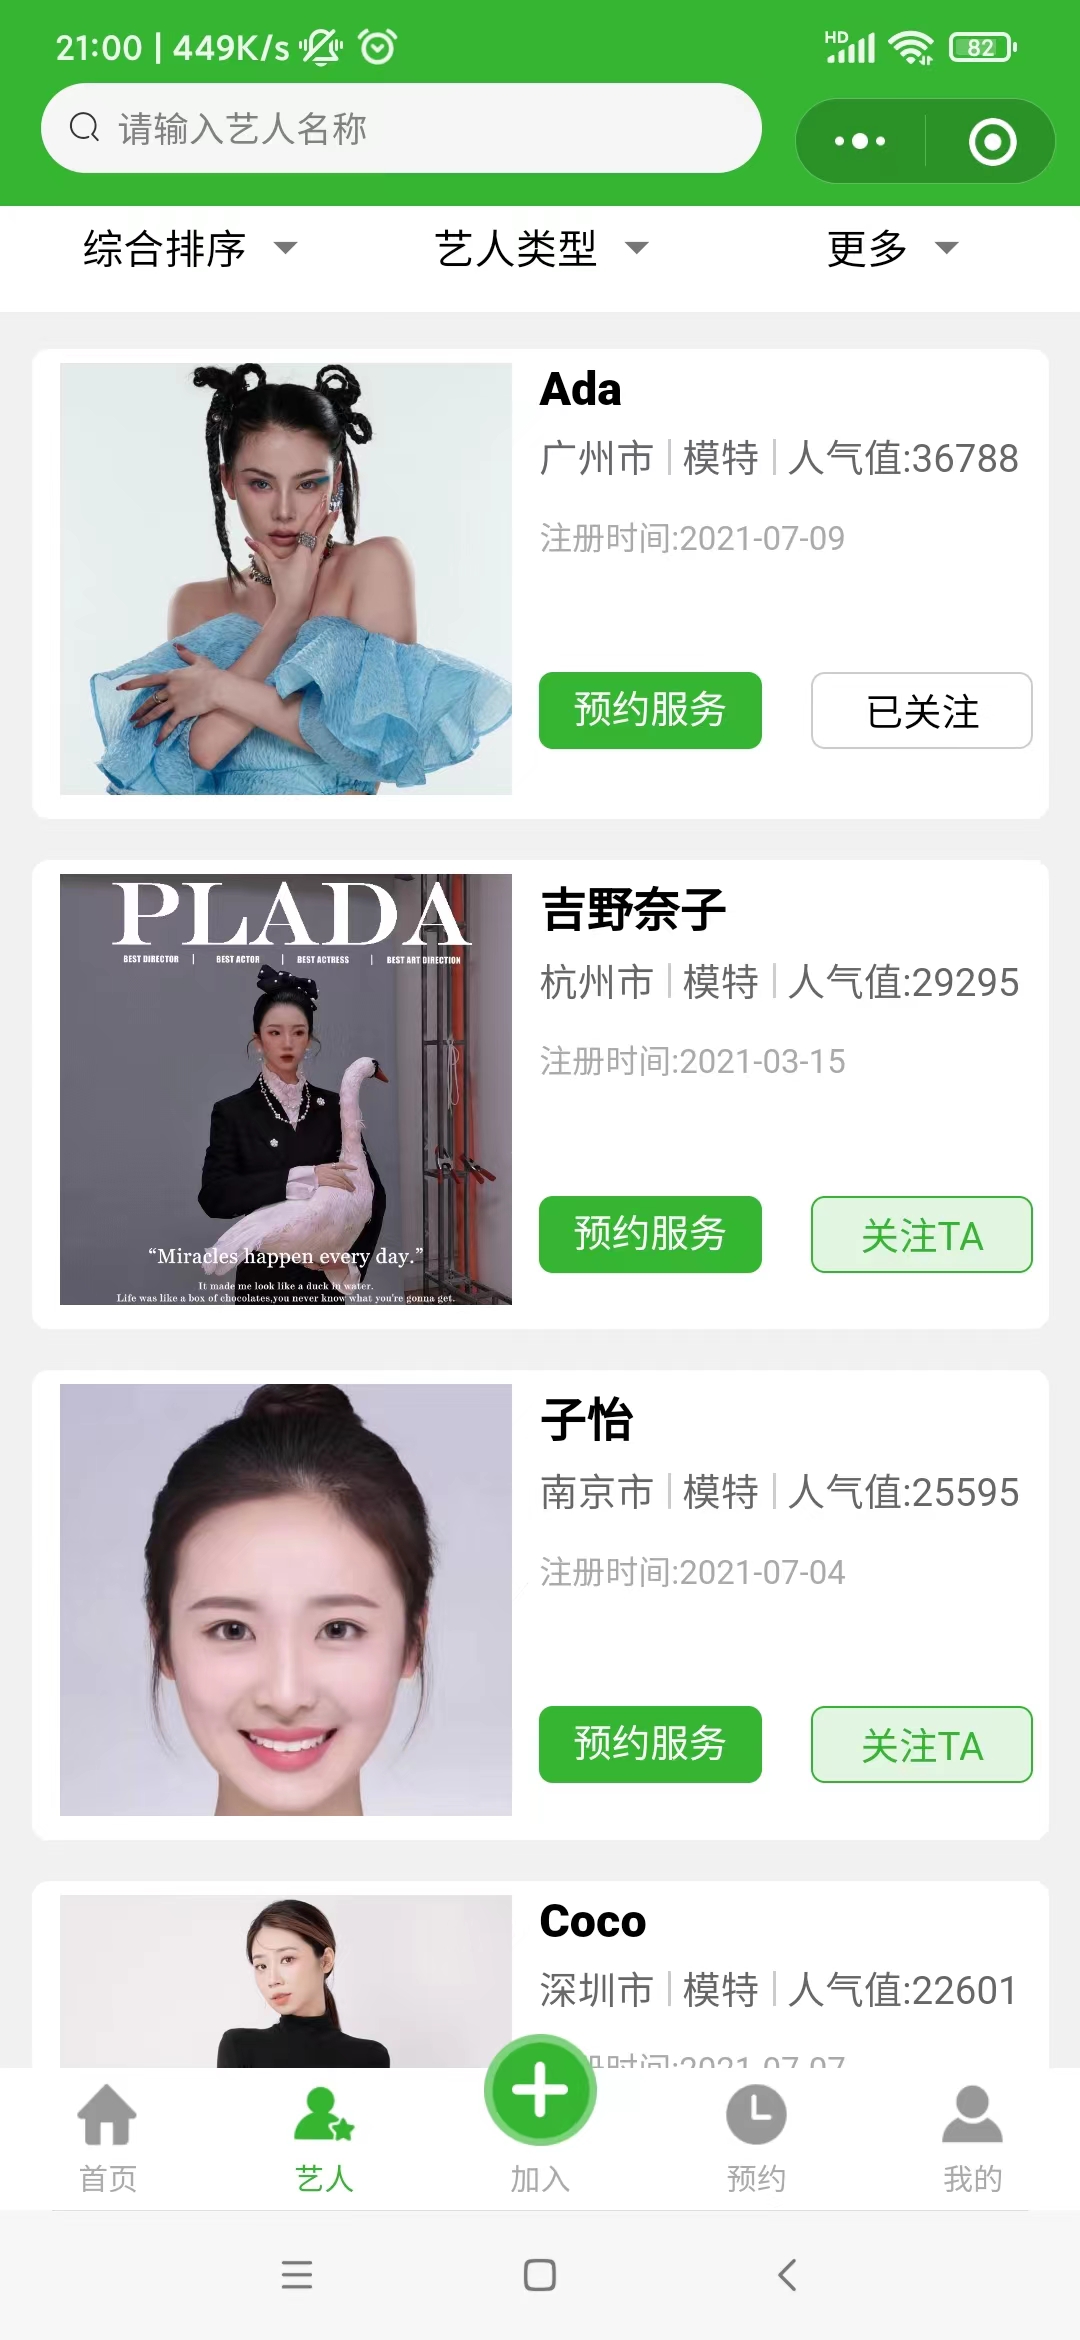 21:00 | 449K/s
HD
82
请输入艺人名称
综合排序
艺人类型
更多
Ada
广州市 | 模特 | 人气值:36788
注册时间:2021-07-09
预约服务
已关注
PLADA
BEST DIRECTOR | BEST ACTOR | BEST ACTRESS | BEST ART DIRECTION
“Miracles happen every day.”
It made me look like a duck in water.
Life was like a box of chocolates,you never know what you're gonna get.
吉野奈子
杭州市 | 模特 | 人气值:29295
注册时间:2021-03-15
预约服务
关注TA
子怡
南京市 | 模特 | 人气值:25595
注册时间:2021-07-04
预约服务
关注TA
Coco
深圳市 | 模特 | 人气值:22601
册时间:2021-07-07
首页
艺人
加入
预约
我的